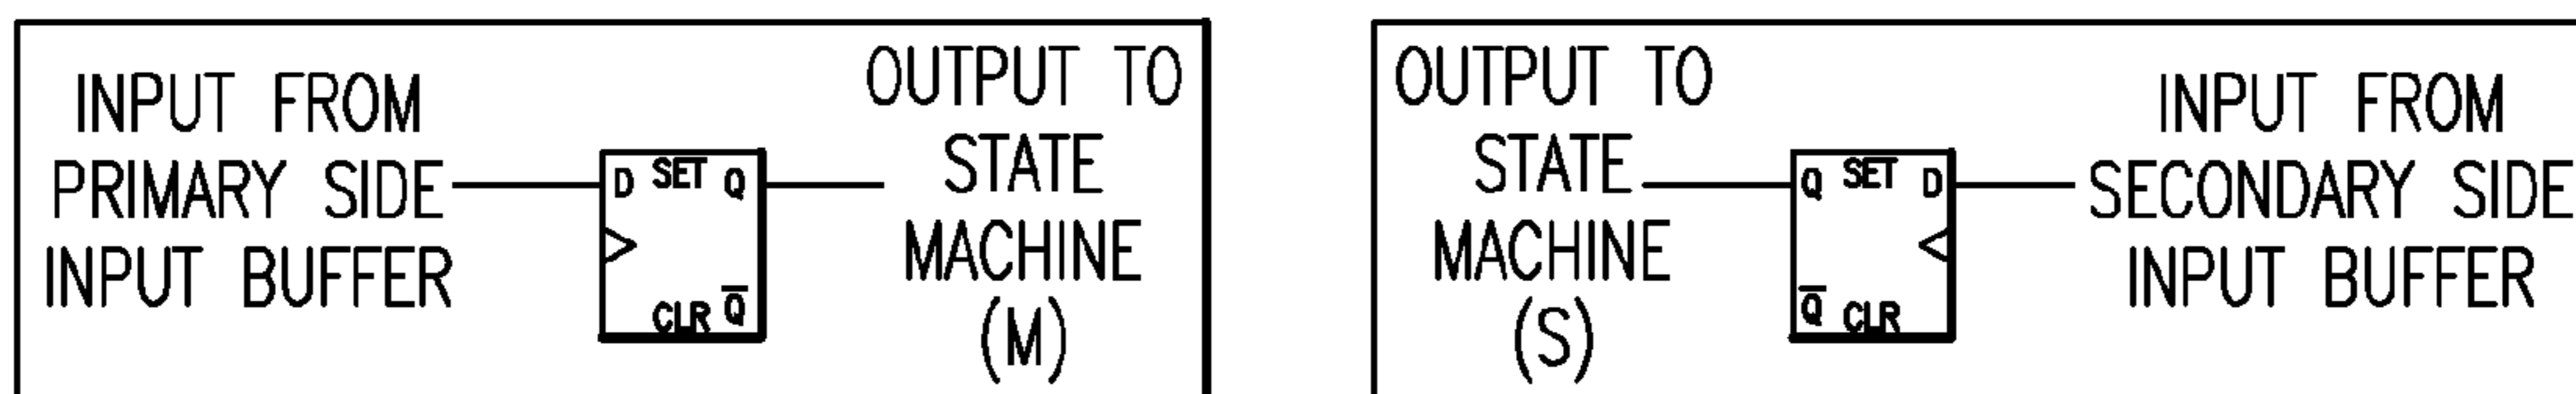 INPUT FROM
PRIMARY SIDE
INPUT BUFFER
D SET Q
CLR Q̅
OUTPUT TO
STATE
MACHINE
(M)
OUTPUT TO
STATE
MACHINE
(S)
Q SET D
Q̅ CLR
INPUT FROM
SECONDARY SIDE
INPUT BUFFER